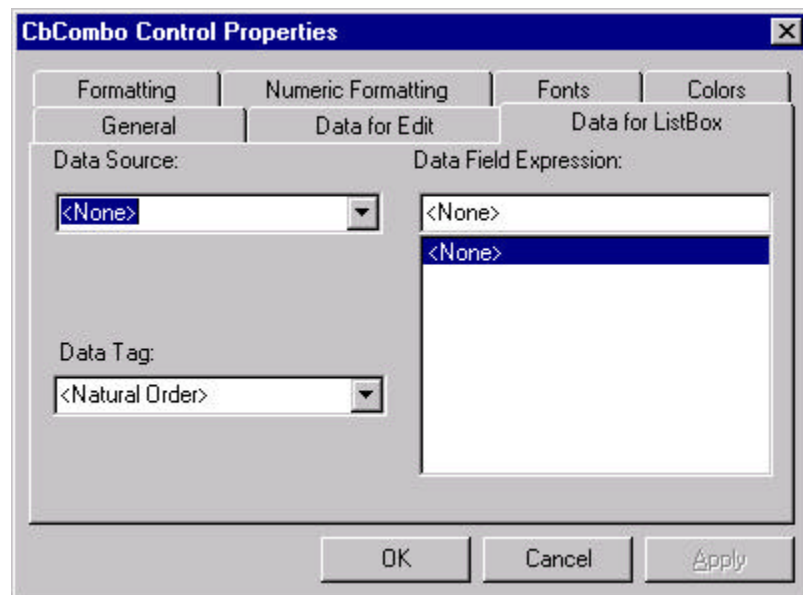 CbCombo Control Properties
Formatting Numeric Formatting Fonts Colors
General Data for Edit Data for ListBox
Data Source: Data Field Expression:
<None> <None>
<None>
Data Tag:
<Natural Order>
OK Cancel Apply